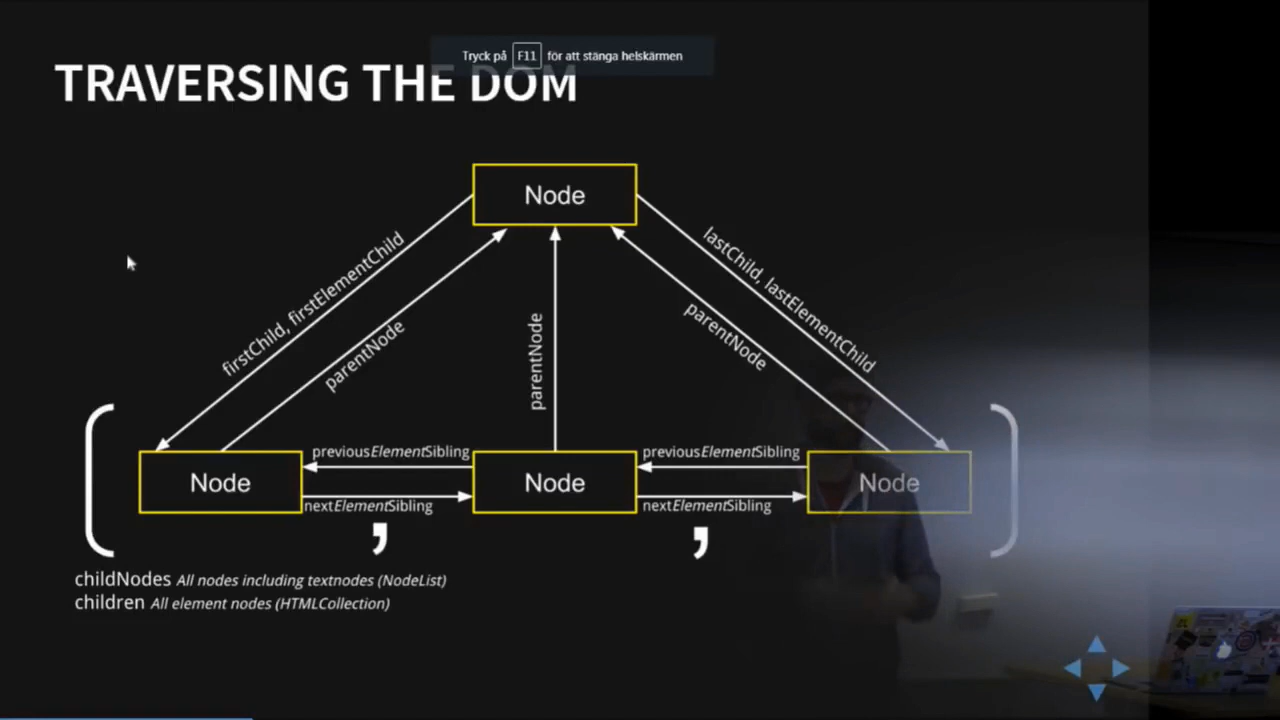 Tryck på F11 för att stänga helskärmen
TRAVERSING THE DOM
Node
firstChild, firstElementChild
parentNode
parentNode
parentNode
lastChild, lastElementChild
previousElementSibling
previousElementSibling
Node
Node
Node
nextElementSibling
,
nextElementSibling
,
childNodes All nodes including textnodes (NodeList)
children All element nodes (HTMLCollection)